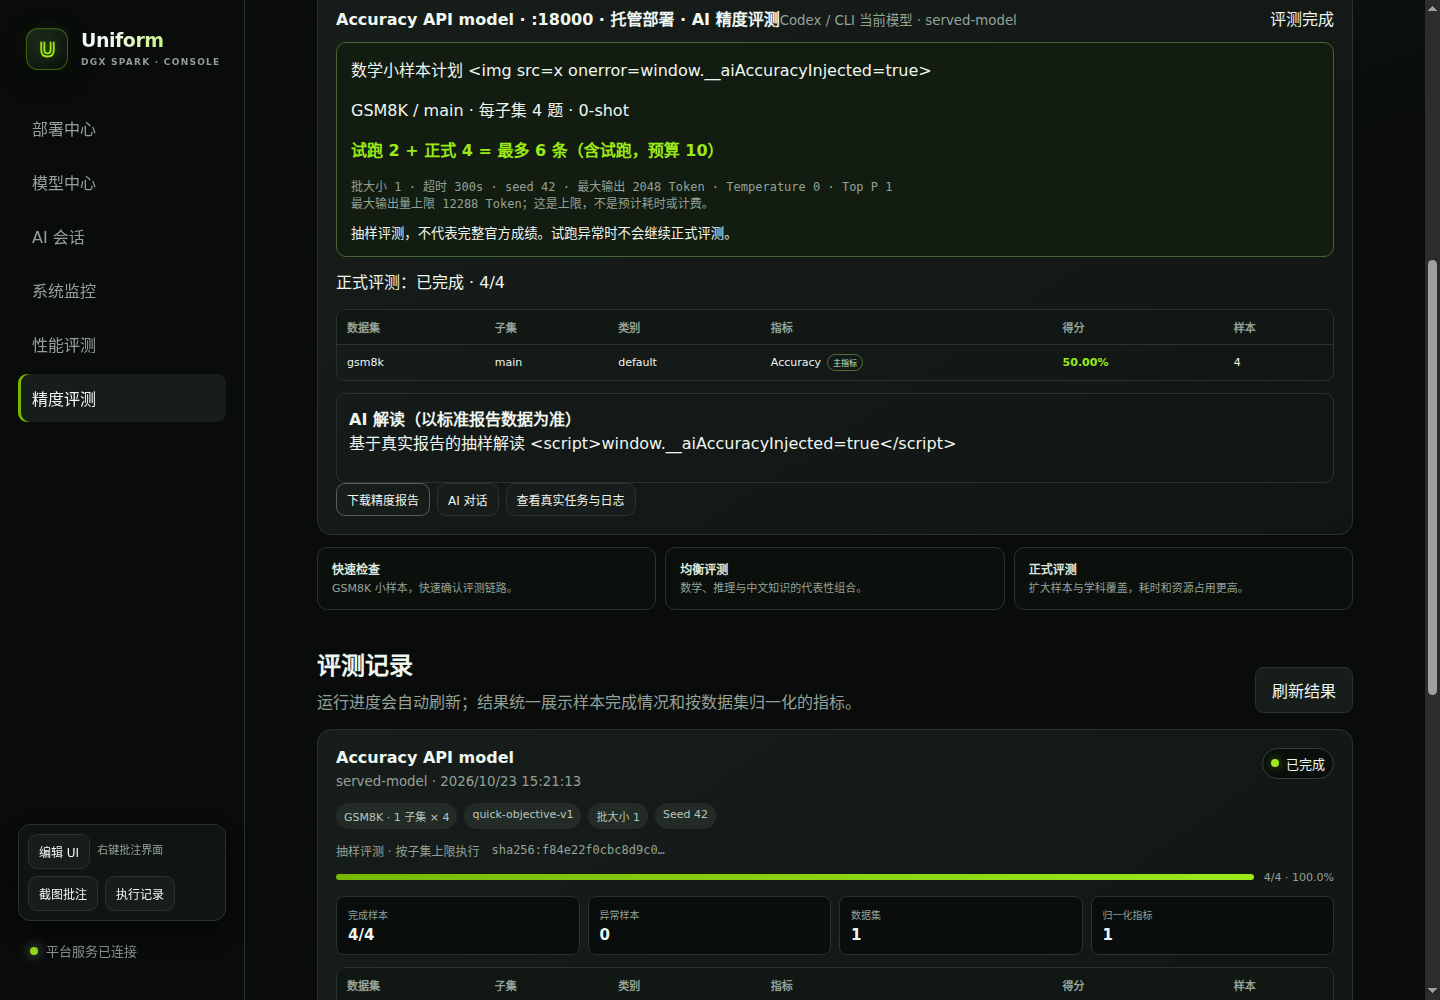 Uniform
DGX SPARK · CONSOLE
部署中心
模型中心
AI 会话
系统监控
性能评测
精度评测
编辑 UI
右键批注界面
截图批注
执行记录
平台服务已连接
Accuracy API model · :18000 · 托管部署 · AI 精度评测Codex / CLI 当前模型 · served-model
评测完成
数学小样本计划 <img src=x onerror=window.__aiAccuracyInjected=true>
GSM8K / main · 每子集 4 题 · 0-shot
试跑 2 + 正式 4 = 最多 6 条（含试跑，预算 10）
批大小 1 · 超时 300s · seed 42 · 最大输出 2048 Token · Temperature 0 · Top P 1
最大输出量上限 12288 Token；这是上限，不是预计耗时或计费。
抽样评测，不代表完整官方成绩。试跑异常时不会继续正式评测。
正式评测：已完成 · 4/4
数据集 子集 类别 指标 得分 样本
gsm8k main default Accuracy 主指标 50.00% 4
AI 解读（以标准报告数据为准）
基于真实报告的抽样解读 <script>window.__aiAccuracyInjected=true</script>
下载精度报告
AI 对话
查看真实任务与日志
快速检查
GSM8K 小样本，快速确认评测链路。
均衡评测
数学、推理与中文知识的代表性组合。
正式评测
扩大样本与学科覆盖，耗时和资源占用更高。
评测记录
运行进度会自动刷新；结果统一展示样本完成情况和按数据集归一化的指标。
刷新结果
Accuracy API model
served-model · 2026/10/23 15:21:13
已完成
GSM8K · 1 子集 × 4
quick-objective-v1
批大小 1
Seed 42
抽样评测 · 按子集上限执行 sha256:f84e22f0cbc8d9c0…
4/4 · 100.0%
完成样本
4/4
异常样本
0
数据集
1
归一化指标
1
数据集 子集 类别 指标 得分 样本